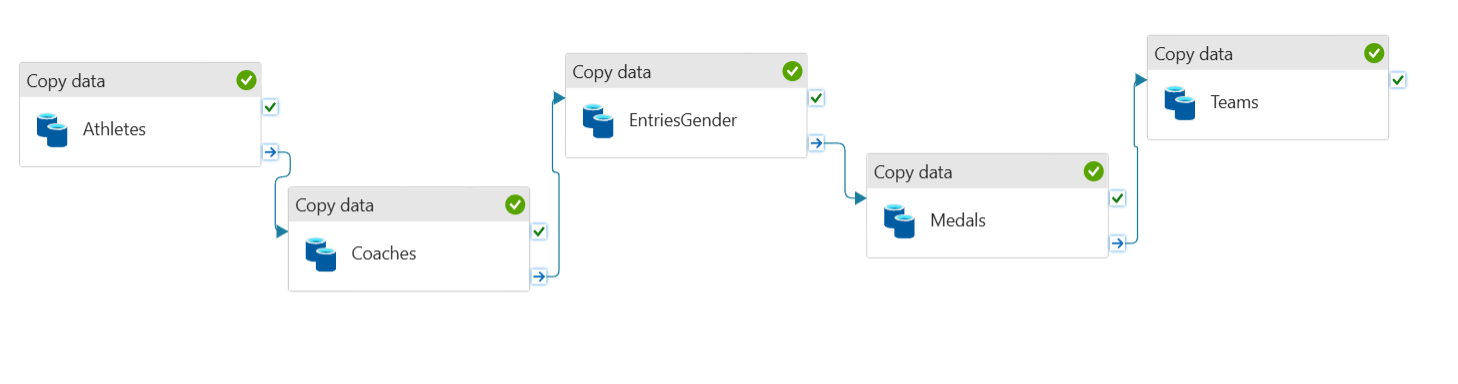 Copy data
Athletes
Copy data
Coaches
Copy data
EntriesGender
Copy data
Medals
Copy data
Teams